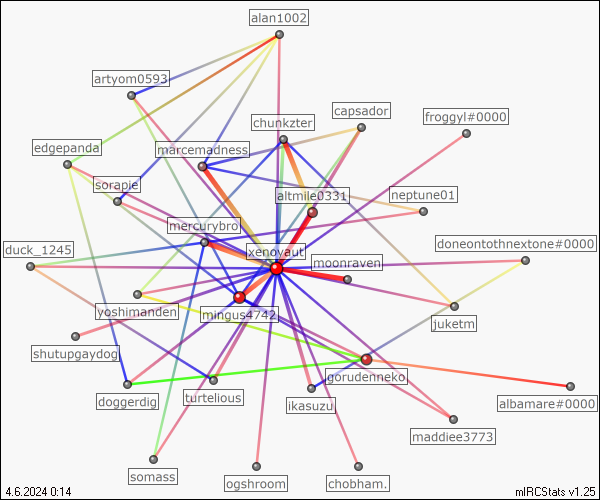 alan1002
artyom0593
capsador
froggyl#0000
chunkzter
edgepanda
marcemadness
sorapie
altmile0331
neptune01
mercurybro
duck_1245
xenoyaut
doneontothnextone#0000
moonraven
yoshimanden
mingus4742
juketm
shutupgaydog
gorudenneko
doggerdig
turtelious
ikasuzu
albamare#0000
maddiee3773
somass
ogshroom
chobham.
4.6.2024 0:14
mIRCStats v1.25